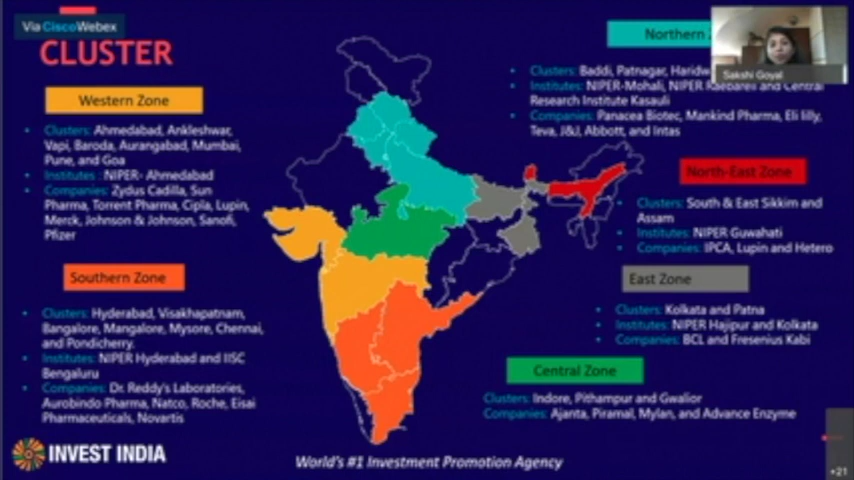 Via Cisco Webex
CLUSTER
Western Zone
• Clusters: Ahmedabad, Ankleshwar,
Vapi, Baroda, Aurangabad, Mumbai,
Pune, and Goa
• Institutes : NIPER- Ahmedabad
• Companies: Zydus Cadilla, Sun
Pharma, Torrent Pharma, Cipla, Lupin,
Merck, Johnson & Johnson, Sanofi,
Pfizer
Southern Zone
• Clusters: Hyderabad, Visakhapatnam,
Bangalore, Mangalore, Mysore, Chennai,
and Pondicherry.
• Institutes: NIPER Hyderabad and IISC
Bengaluru
• Companies: Dr. Reddy's Laboratories,
Aurobindo Pharma, Natco, Roche, Eisai
Pharmaceuticals, Novartis
Northern
Sakshi Goyal
• Clusters: Baddi, Patnagar,
• Institutes: NIPER-Mohali, NIPER Raebareli and Central
Research Institute Kasauli
• Companies: Panacea Biotec, Mankind Pharma, Eli lilly,
Teva, J&J, Abbott, and Intas
North-East Zone
• Clusters: South & East Sikkim and
Assam
• Institutes: NIPER Guwahati
• Companies: IPCA, Lupin and Hetero
East Zone
• Clusters: Kolkata and Patna
• Institutes: NIPER Hajipur and Kolkata
• Companies: BCL and Fresenius Kabi
Central Zone
Clusters: Indore, Pithampur and Gwalior
Companies: Ajanta, Piramal, Mylan, and Advance Enzyme
INVEST INDIA
World's #1 Investment Promotion Agency
+21